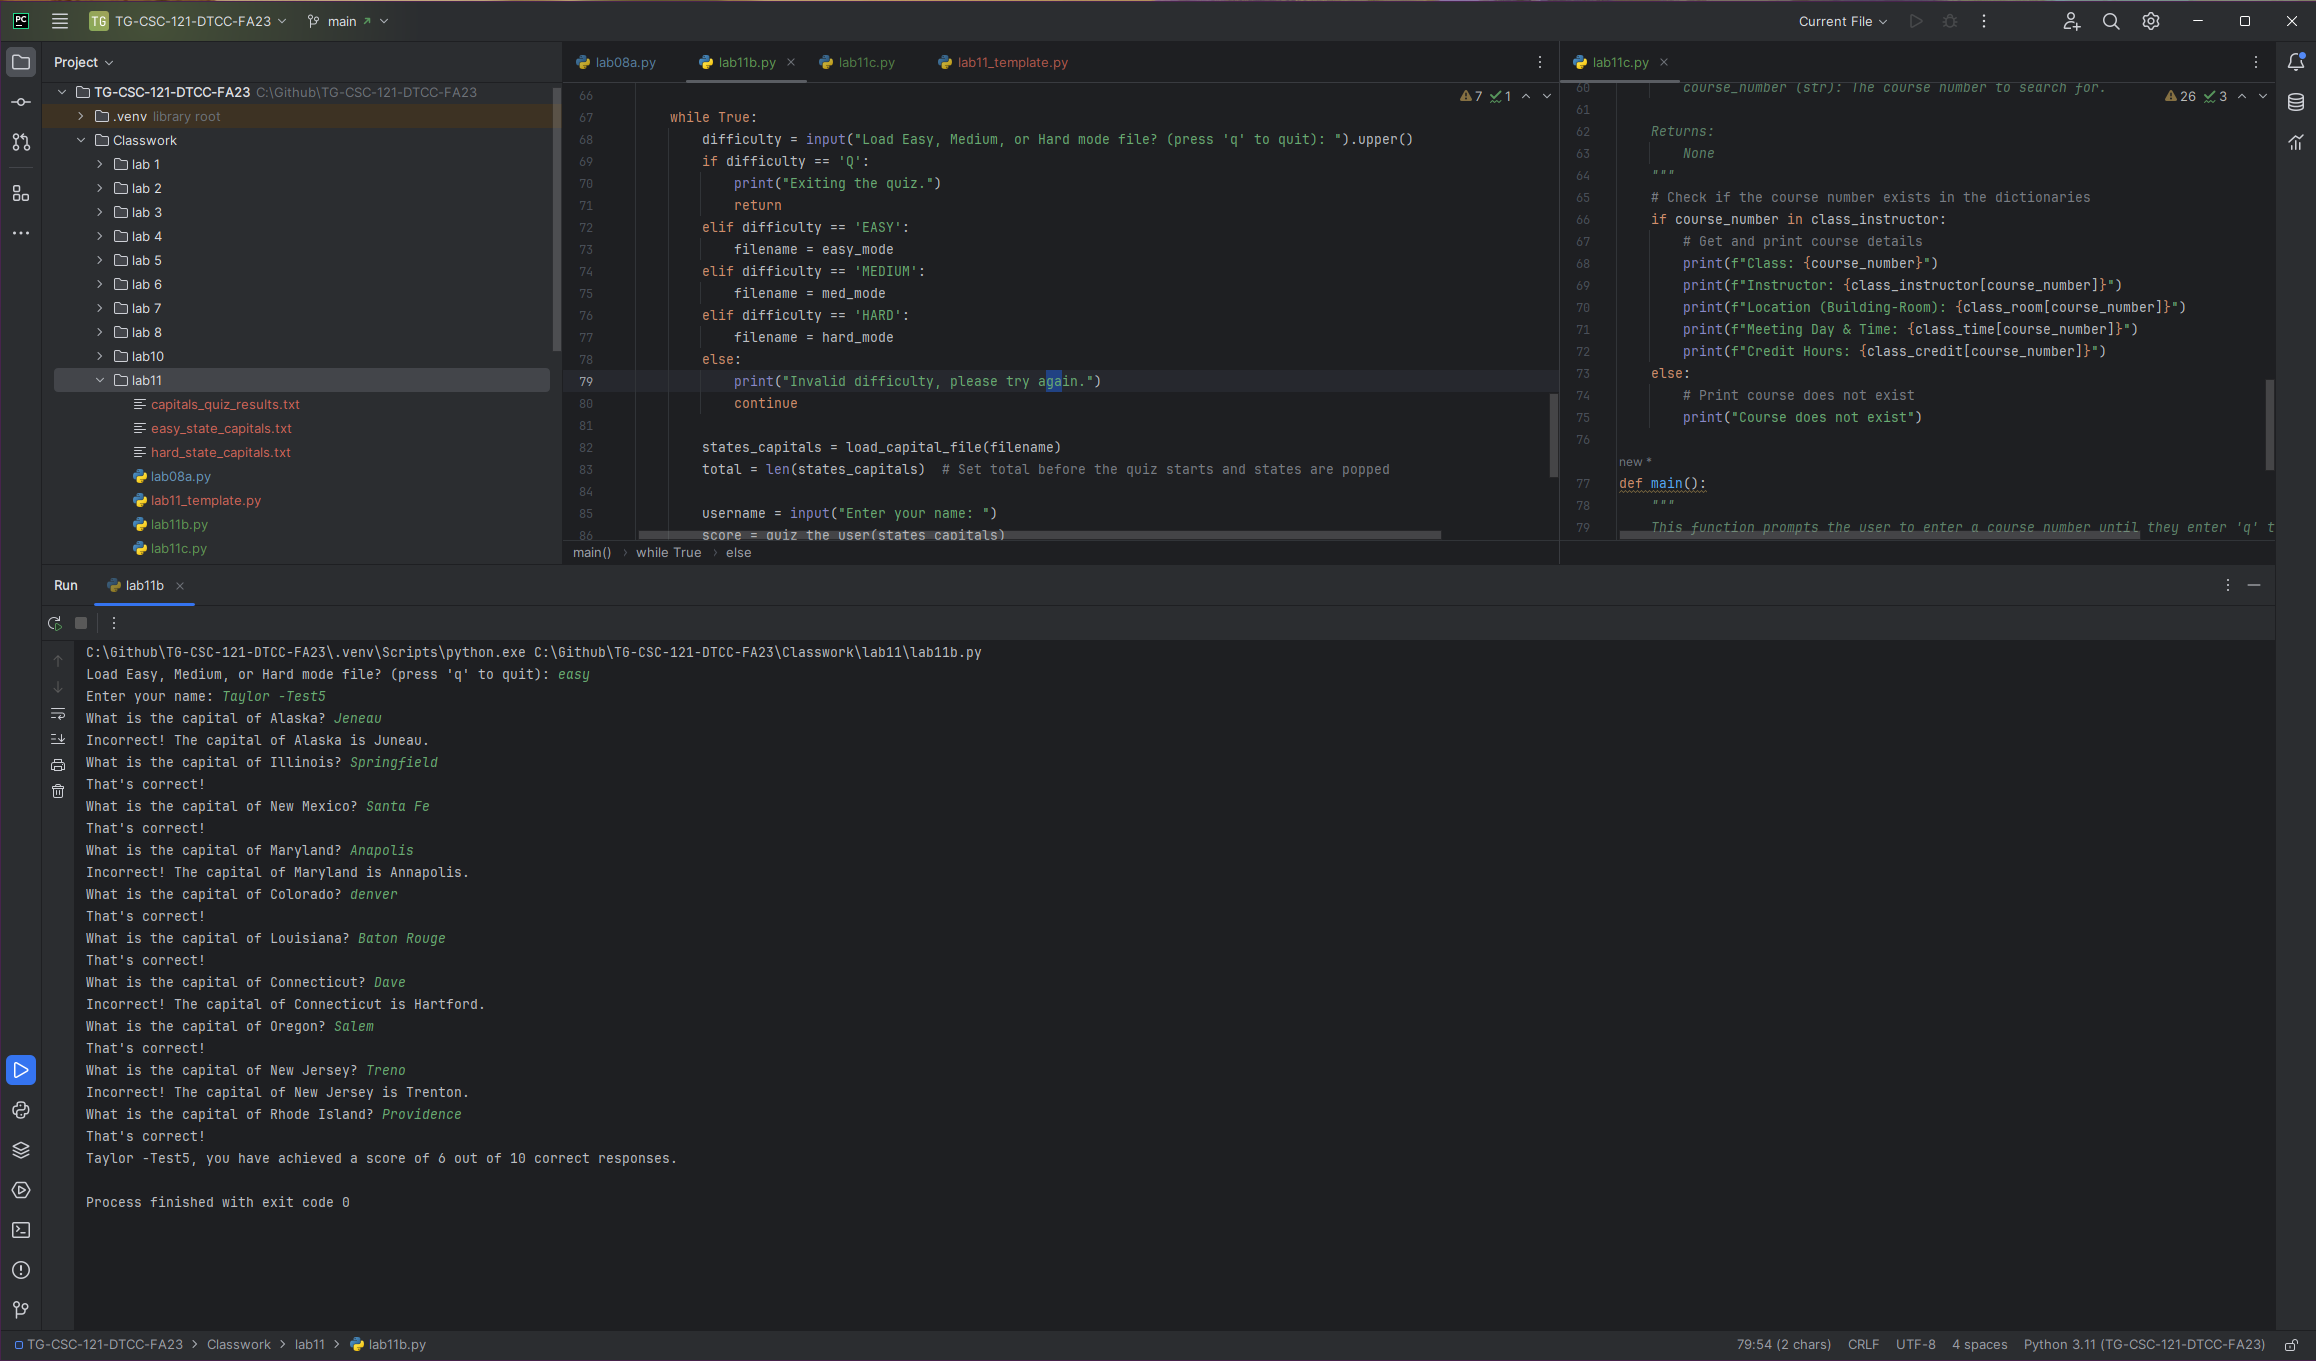 PC TG TG-CSC-121-DTCC-FA23 main Current File
Project
TG-CSC-121-DTCC-FA23 C:\Github\TG-CSC-121-DTCC-FA23
.venv library root
Classwork
lab 1
lab 2
lab 3
lab 4
lab 5
lab 6
lab 7
lab 8
lab10
lab11
capitals_quiz_results.txt
easy_state_capitals.txt
hard_state_capitals.txt
lab08a.py
lab11_template.py
lab11b.py
lab11c.py
lab08a.py lab11b.py lab11c.py lab11_template.py
7 1
66
67 while True:
68 difficulty = input("Load Easy, Medium, or Hard mode file? (press 'q' to quit): ").upper()
69 if difficulty == 'Q':
70 print("Exiting the quiz.")
71 return
72 elif difficulty == 'EASY':
73 filename = easy_mode
74 elif difficulty == 'MEDIUM':
75 filename = med_mode
76 elif difficulty == 'HARD':
77 filename = hard_mode
78 else:
79 print("Invalid difficulty, please try again.")
80 continue
81
82 states_capitals = load_capital_file(filename)
83 total = len(states_capitals)  # Set total before the quiz starts and states are popped
84
85 username = input("Enter your name: ")
86 score = quiz_the_user(states_capitals)
main() > while True > else
lab11c.py
26 3
60 course_number (str): The course number to search for.
61
62 Returns:
63 None
64 """
65 # Check if the course number exists in the dictionaries
66 if course_number in class_instructor:
67 # Get and print course details
68 print(f"Class: {course_number}")
69 print(f"Instructor: {class_instructor[course_number]}")
70 print(f"Location (Building-Room): {class_room[course_number]}")
71 print(f"Meeting Day & Time: {class_time[course_number]}")
72 print(f"Credit Hours: {class_credit[course_number]}")
73 else:
74 # Print course does not exist
75 print("Course does not exist")
76
new *
77 def main():
78 """
79 This function prompts the user to enter a course number until they enter 'q' t
Run lab11b
C:\Github\TG-CSC-121-DTCC-FA23\.venv\Scripts\python.exe C:\Github\TG-CSC-121-DTCC-FA23\Classwork\lab11\lab11b.py
Load Easy, Medium, or Hard mode file? (press 'q' to quit): easy
Enter your name: Taylor -Test5
What is the capital of Alaska? Jeneau
Incorrect! The capital of Alaska is Juneau.
What is the capital of Illinois? Springfield
That's correct!
What is the capital of New Mexico? Santa Fe
That's correct!
What is the capital of Maryland? Anapolis
Incorrect! The capital of Maryland is Annapolis.
What is the capital of Colorado? denver
That's correct!
What is the capital of Louisiana? Baton Rouge
That's correct!
What is the capital of Connecticut? Dave
Incorrect! The capital of Connecticut is Hartford.
What is the capital of Oregon? Salem
That's correct!
What is the capital of New Jersey? Treno
Incorrect! The capital of New Jersey is Trenton.
What is the capital of Rhode Island? Providence
That's correct!
Taylor -Test5, you have achieved a score of 6 out of 10 correct responses.
Process finished with exit code 0
TG-CSC-121-DTCC-FA23 > Classwork > lab11 > lab11b.py 79:54 (2 chars) CRLF UTF-8 4 spaces Python 3.11 (TG-CSC-121-DTCC-FA23)